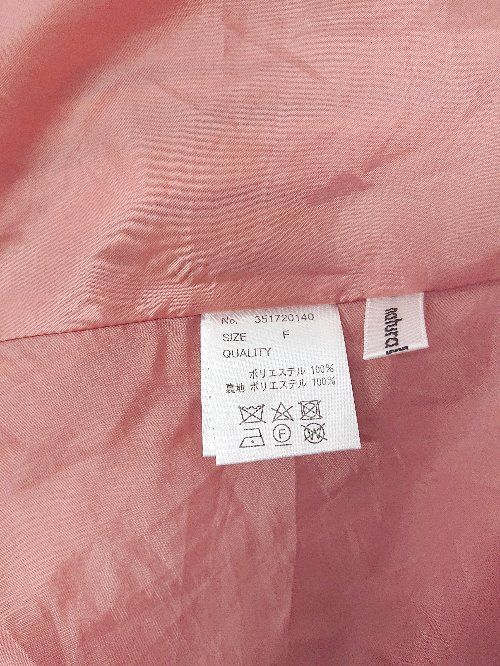 No. 351720140
SIZE F
QUALITY
ポリエステル 100%
裏地 ポリエステル 100%
F
W